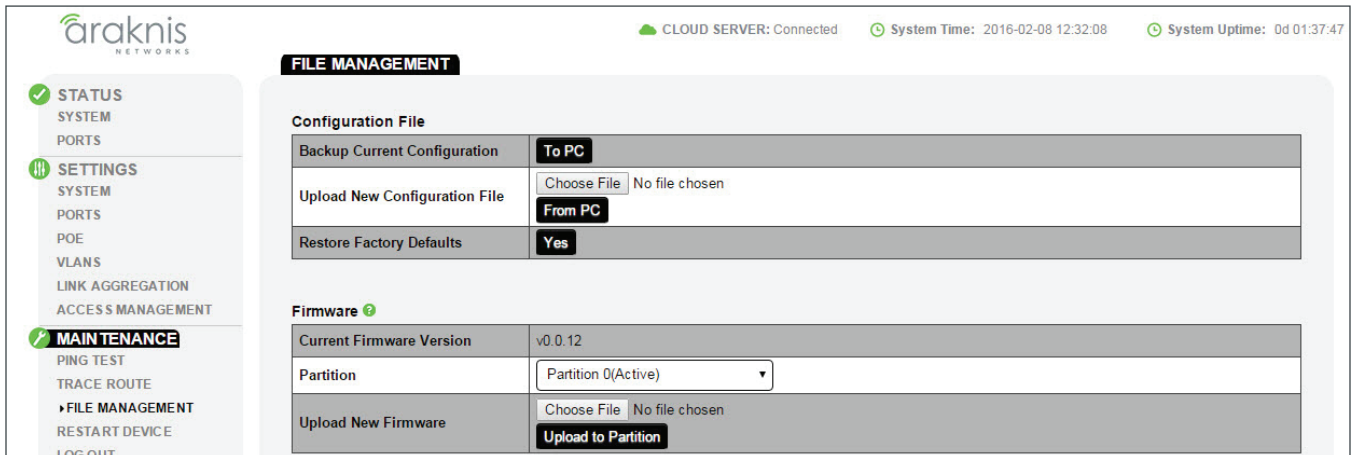 araknis
NETWORKS
CLOUD SERVER: Connected
System Time: 2016-02-08 12:32:08
System Uptime: 0d 01:37:47
FILE MANAGEMENT
STATUS
SYSTEM
PORTS
SETTINGS
SYSTEM
PORTS
POE
VLANS
LINK AGGREGATION
ACCESS MANAGEMENT
MAINTENANCE
PING TEST
TRACE ROUTE
FILE MANAGEMENT
RESTART DEVICE
LOG OUT
Configuration File
Backup Current Configuration To PC
Upload New Configuration File Choose File No file chosen
From PC
Restore Factory Defaults Yes
Firmware
Current Firmware Version v0.0.12
Partition Partition 0(Active)
Upload New Firmware Choose File No file chosen
Upload to Partition